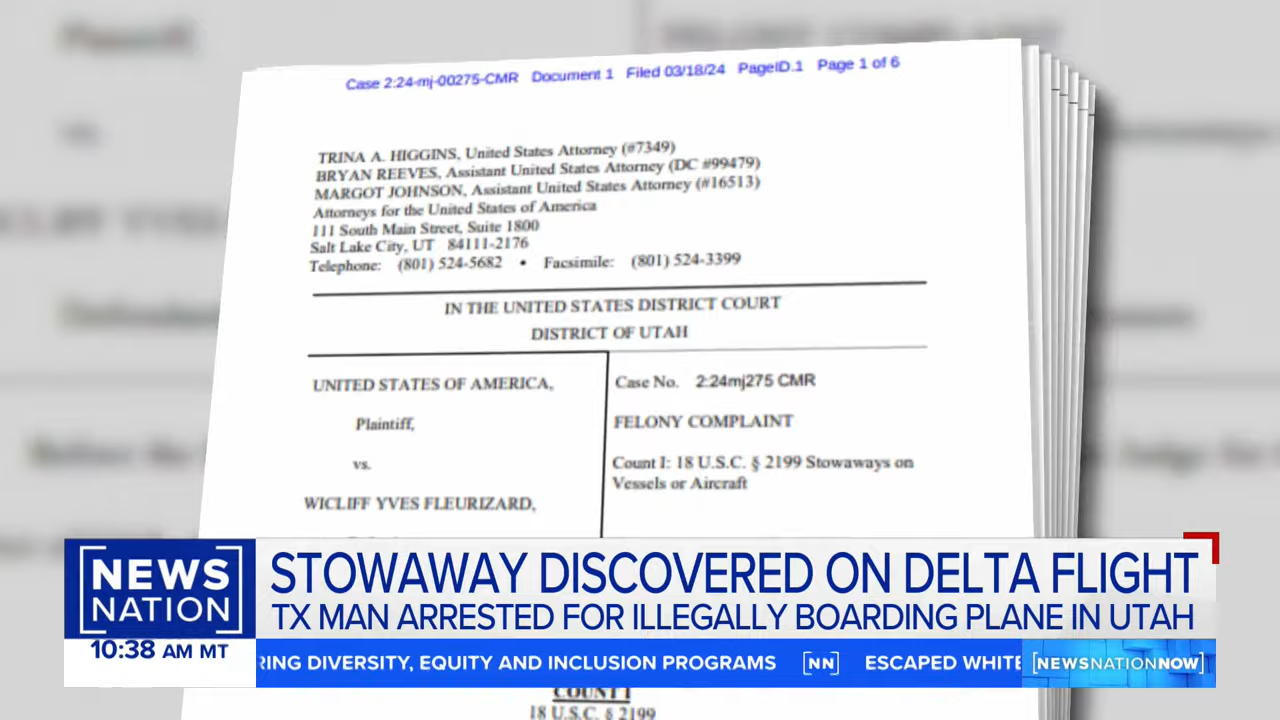 Case 2:24-mj-00275-CMR Document 1 Filed 03/18/24 PageID.1 Page 1 of 6
TRINA A. HIGGINS, United States Attorney (#7349)
BRYAN REEVES, Assistant United States Attorney (DC #99479)
MARGOT JOHNSON, Assistant United States Attorney (#16513)
Attorneys for the United States of America
111 South Main Street, Suite 1800
Salt Lake City, UT 84111-2176
Telephone: (801) 524-5682 • Facsimile: (801) 524-3399
IN THE UNITED STATES DISTRICT COURT
DISTRICT OF UTAH
UNITED STATES OF AMERICA,
Plaintiff,
vs.
WICLIFF YVES FLEURIZARD,
Case No. 2:24mj275 CMR
FELONY COMPLAINT
Count I: 18 U.S.C. § 2199 Stowaways on
Vessels or Aircraft
NEWS
NATION
STOWAWAY DISCOVERED ON DELTA FLIGHT
TX MAN ARRESTED FOR ILLEGALLY BOARDING PLANE IN UTAH
10:38 AM MT
RING DIVERSITY, EQUITY AND INCLUSION PROGRAMS [NN] ESCAPED WHITE
[NEWSNATIONNOW]
COUNT I
18 U.S.C. § 2199